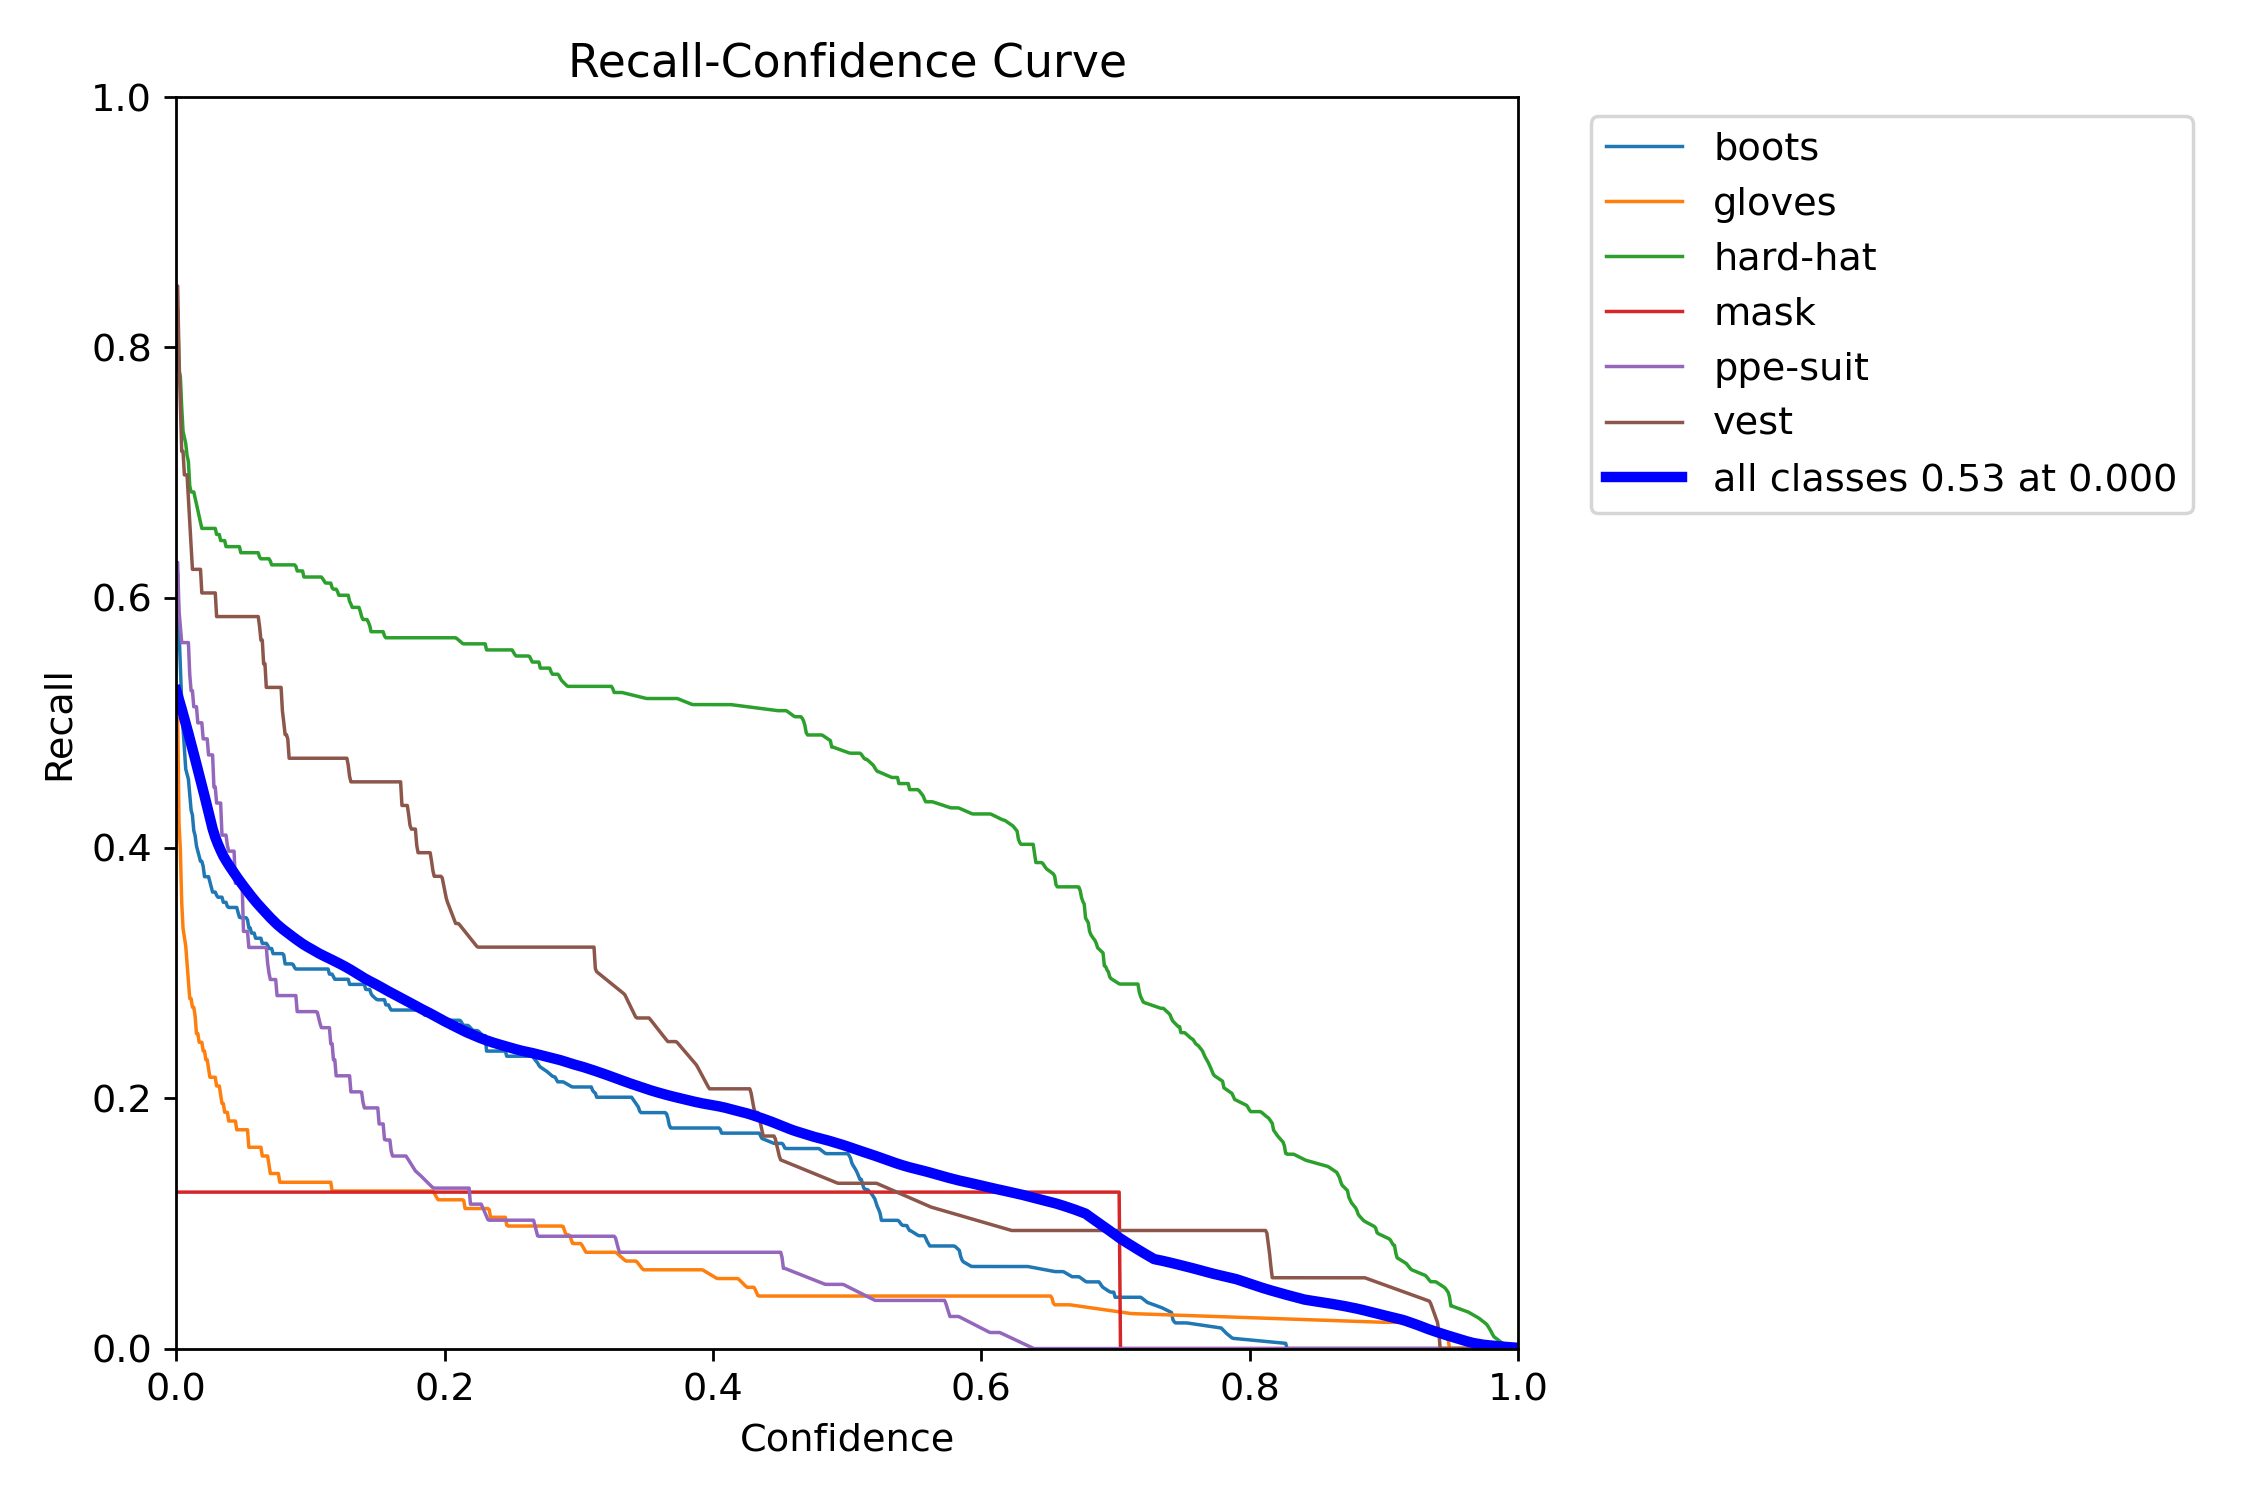 Recall-Confidence Curve
1.0
0.8
0.6
0.4
0.2
0.0
Recall
0.0 0.2 0.4 0.6 0.8 1.0
Confidence
boots
gloves
hard-hat
mask
ppe-suit
vest
all classes 0.53 at 0.000